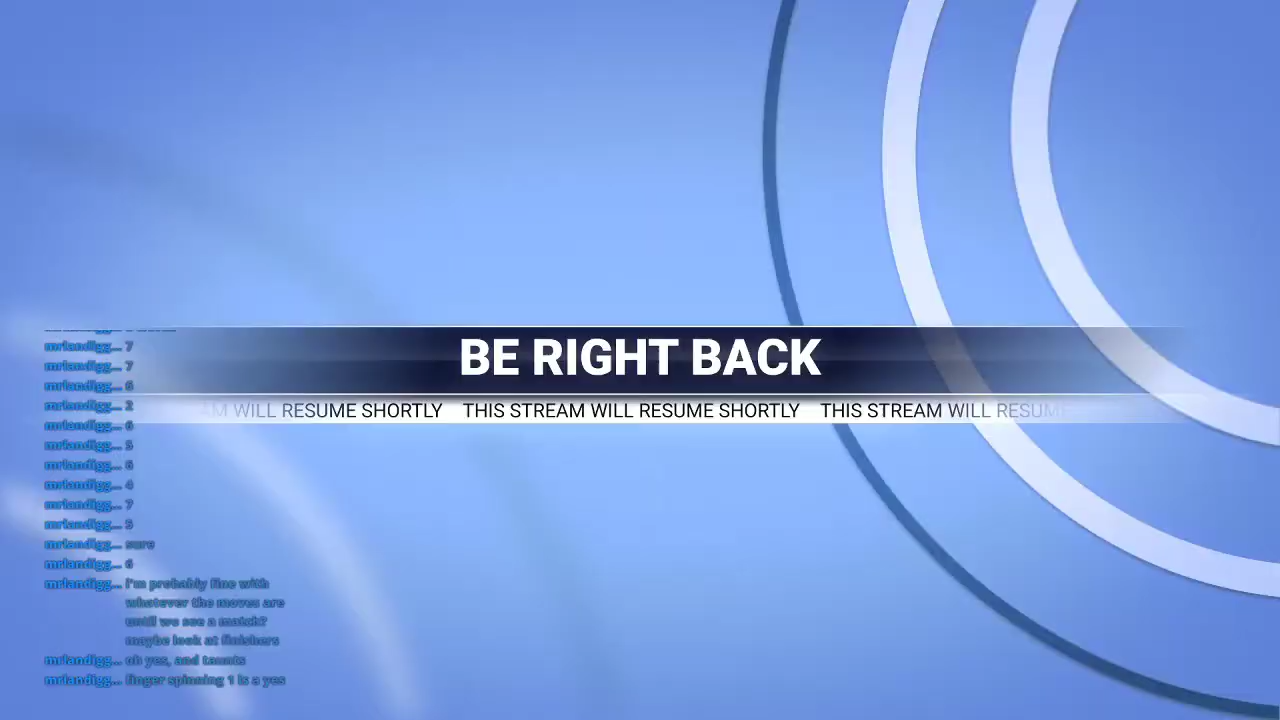 mrlandigg... 7
mrlandigg... 7
mrlandigg... 6
mrlandigg... 2
mrlandigg... 6
mrlandigg... 5
mrlandigg... 6
mrlandigg... 4
mrlandigg... 7
mrlandigg... 5
mrlandigg... sure
mrlandigg... 6
mrlandigg... I'm probably fine with
whatever the moves are
until we see a match?
maybe look at finishers
mrlandigg... oh yes, and taunts
mrlandigg... finger spinning 1 is a yes
BE RIGHT BACK
AM WILL RESUME SHORTLY THIS STREAM WILL RESUME SHORTLY THIS STREAM WILL RESUME